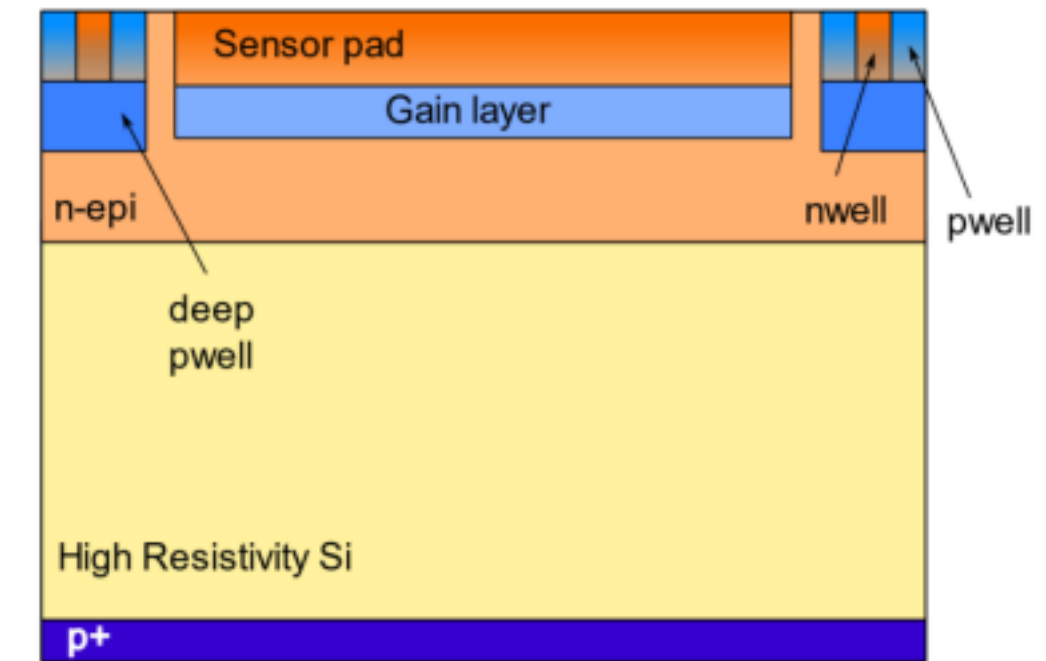 Sensor pad
Gain layer
n-epi
nwell
pwell
deep
pwell
High Resistivity Si
p+